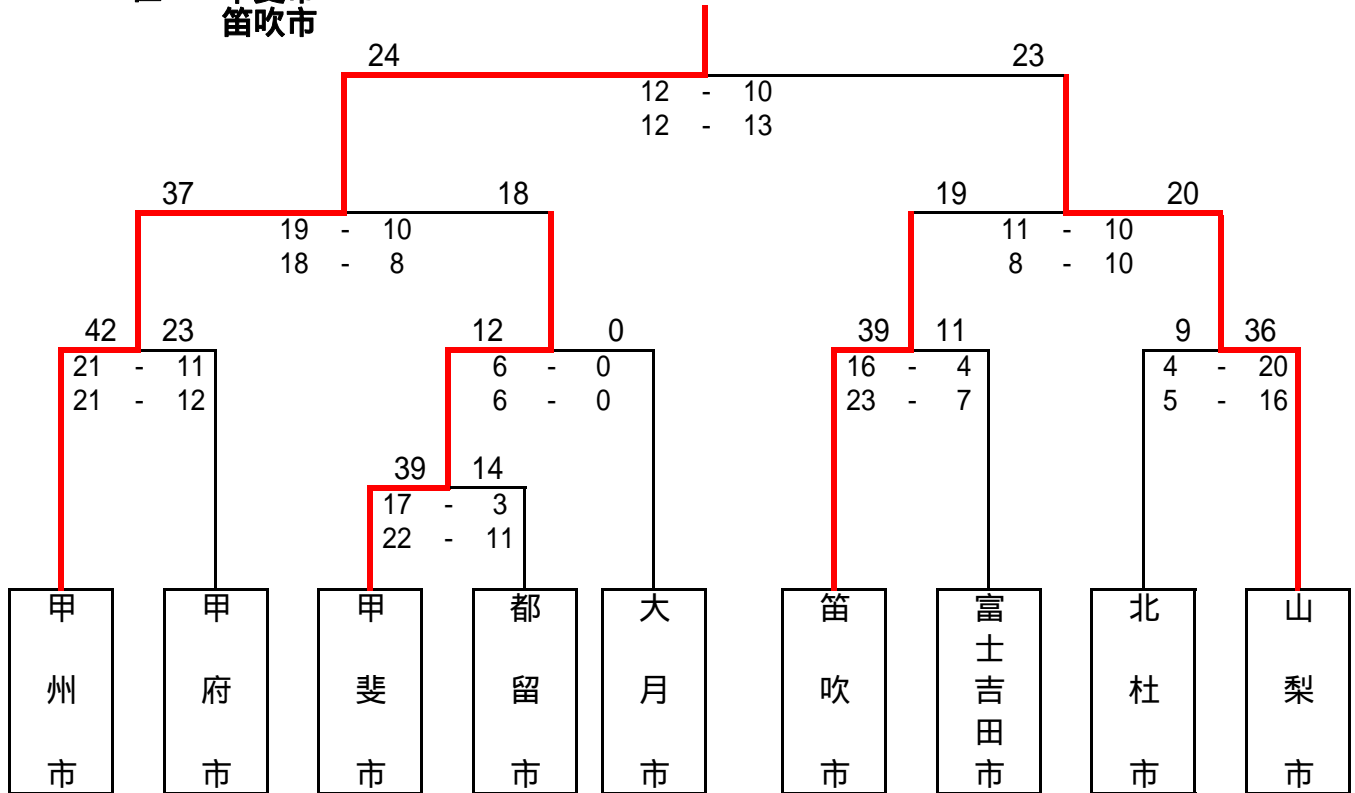 笛吹市
24 23
12 - 10
12 - 13
37 18 19 20
19 - 10 11 - 10
18 - 8 8 - 10
42 23 12 0 39 11 9 36
21 - 11 6 - 0 16 - 4 4 - 20
21 - 12 6 - 0 23 - 7 5 - 16
39 14
17 - 3
22 - 11
甲州市
甲府市
甲斐市
都留市
大月市
笛吹市
富士吉田市
北杜市
山梨市